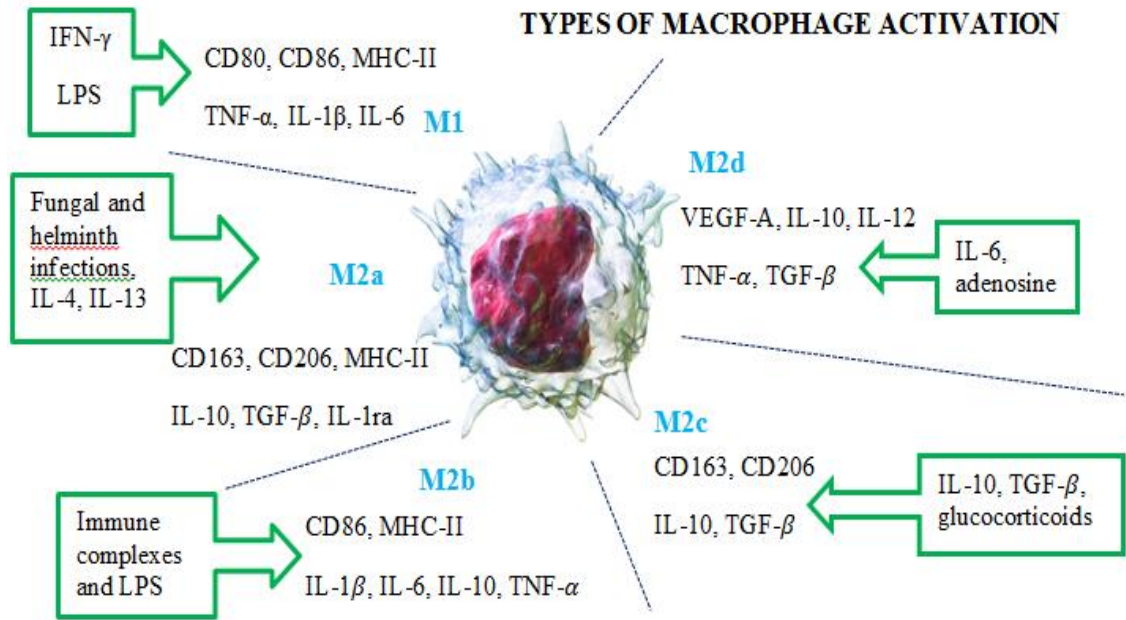 TYPES OF MACROPHAGE ACTIVATION
IFN-γ
LPS
CD80, CD86, MHC-II
TNF-α, IL-1β, IL-6
M1
Fungal and
helminth
infections,
IL-4, IL-13
M2a
CD163, CD206, MHC-II
IL-10, TGF-β, IL-1ra
Immune
complexes
and LPS
M2b
CD86, MHC-II
IL-1β, IL-6, IL-10, TNF-α
M2c
CD163, CD206
IL-10, TGF-β
IL-10, TGF-β,
glucocorticoids
M2d
VEGF-A, IL-10, IL-12
TNF-α, TGF-β
IL-6,
adenosine